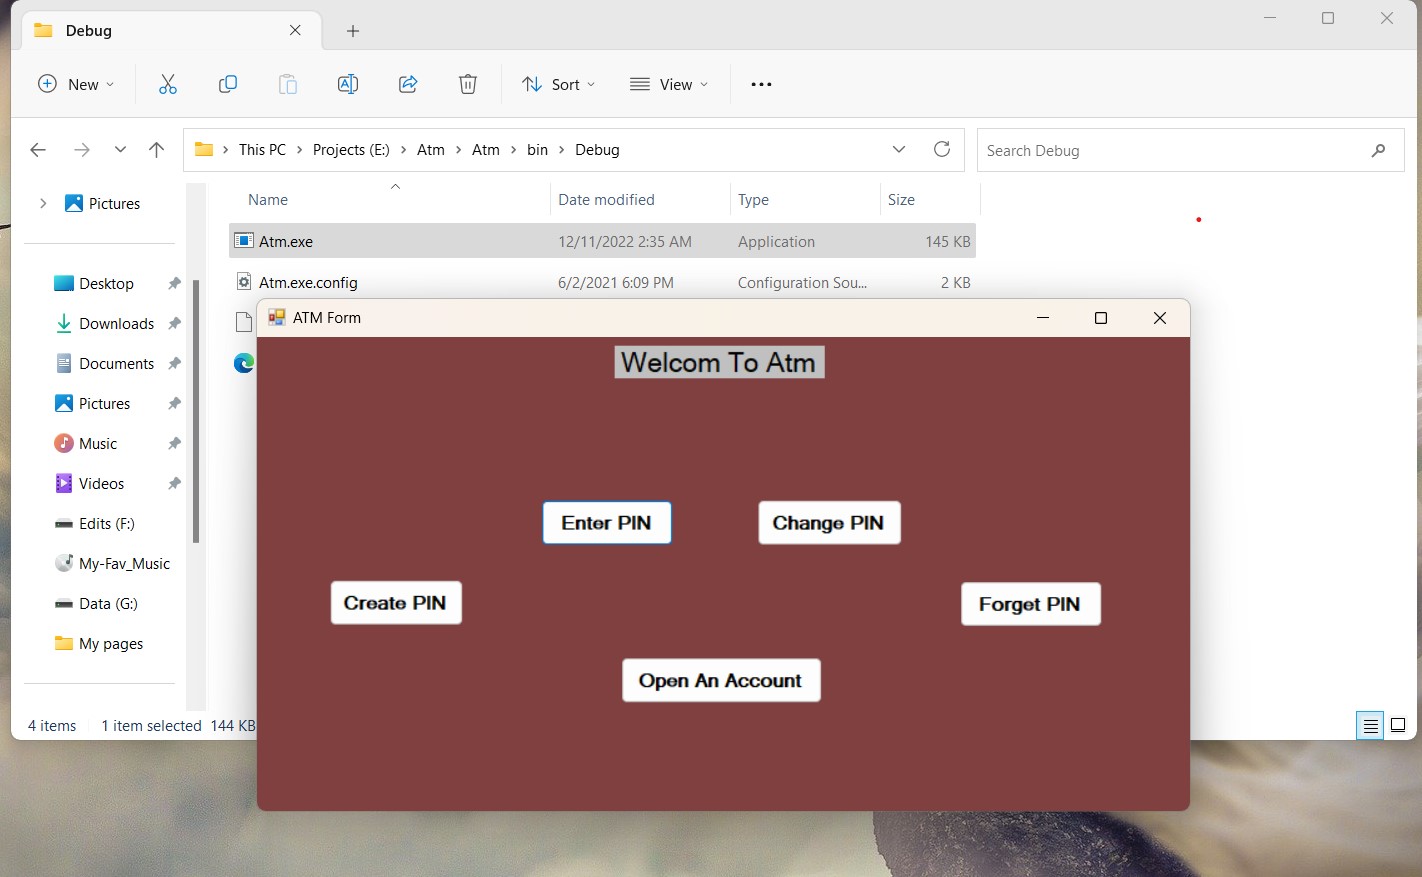 Debug
New
Sort
View
This PC > Projects (E:) > Atm > Atm > bin > Debug
Search Debug
Name
Date modified
Type
Size
Atm.exe
12/11/2022 2:35 AM
Application
145 KB
Atm.exe.config
6/2/2021 6:09 PM
Configuration Sou...
2 KB
Pictures
Desktop
Downloads
Documents
Pictures
Music
Videos
Edits (F:)
My-Fav_Music
Data (G:)
My pages
4 items
1 item selected
144 KB
ATM Form
Welcom To Atm
Enter PIN
Change PIN
Create PIN
Forget PIN
Open An Account